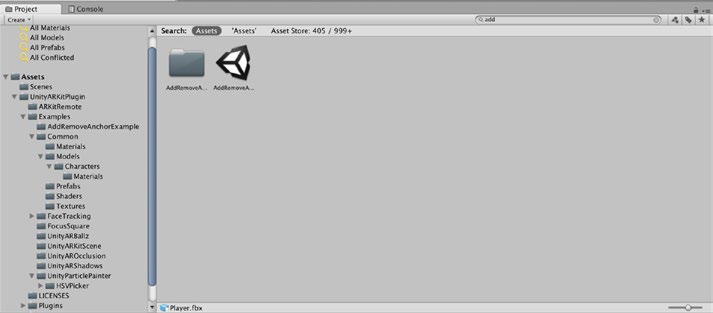 Project
Console
Create
add
All Materials
All Models
All Prefabs
All Conflicted
Search: Assets 'Assets' Asset Store: 405 / 999+
Assets
Scenes
UnityARKitPlugin
ARKitRemote
Examples
AddRemoveAnchorExample
Common
Materials
Models
Characters
Materials
Prefabs
Shaders
Textures
FaceTracking
FocusSquare
UnityARBallz
UnityARKitScene
UnityAROcclusion
UnityARShadows
UnityParticlePainter
HSVPicker
LICENSES
Plugins
AddRemoveA...
AddRemoveA...
Player.fbx